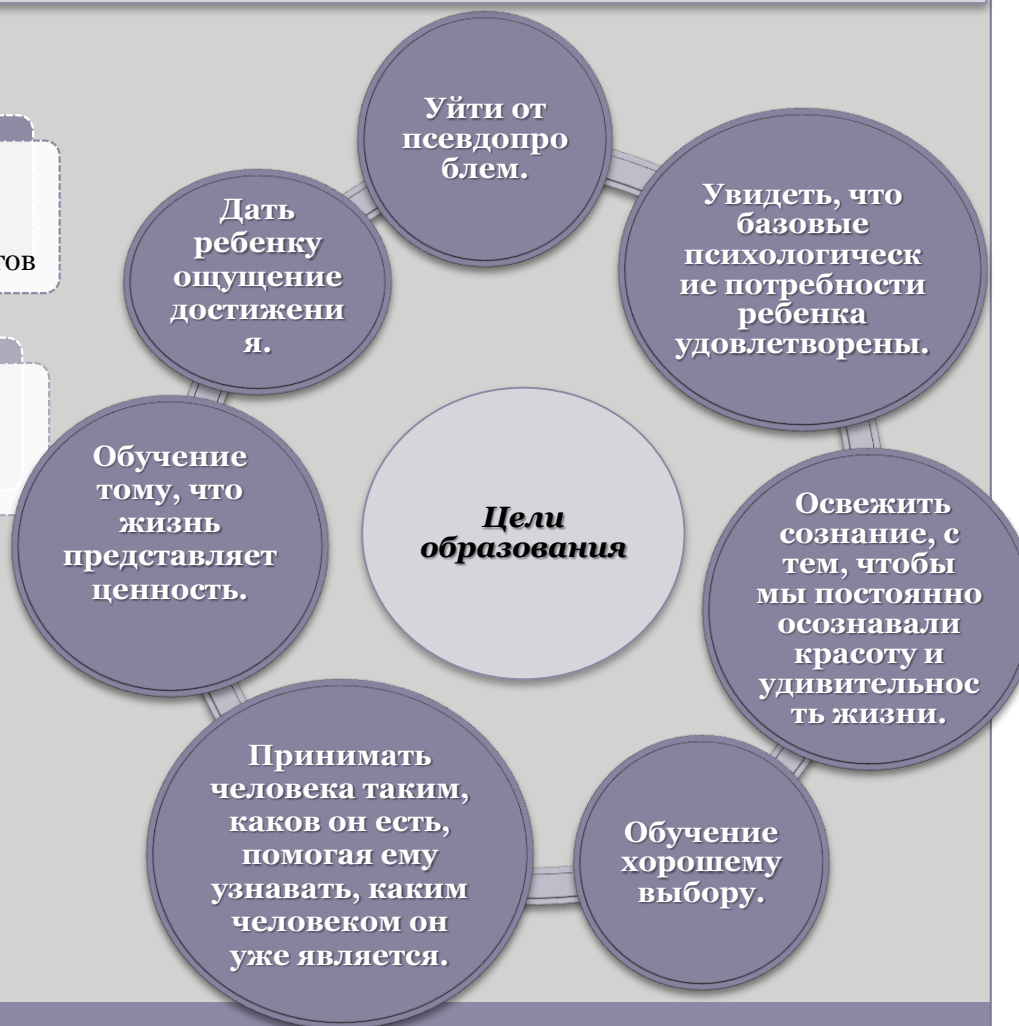 Уйти от
псевдопро
блем.
Увидеть, что
базовые
психологическ
ие потребности
ребенка
удовлетворены.
Освежить
сознание, с
тем, чтобы
мы постоянно
осознавали
красоту и
удивительнос
ть жизни.
Обучение
хорошему
выбору.
Принимать
человека таким,
каков он есть,
помогая ему
узнавать, каким
человеком он
уже является.
Обучение
тому, что
жизнь
представляет
ценность.
Дать
ребенку
ощущение
достижени
я.
Цели
образования